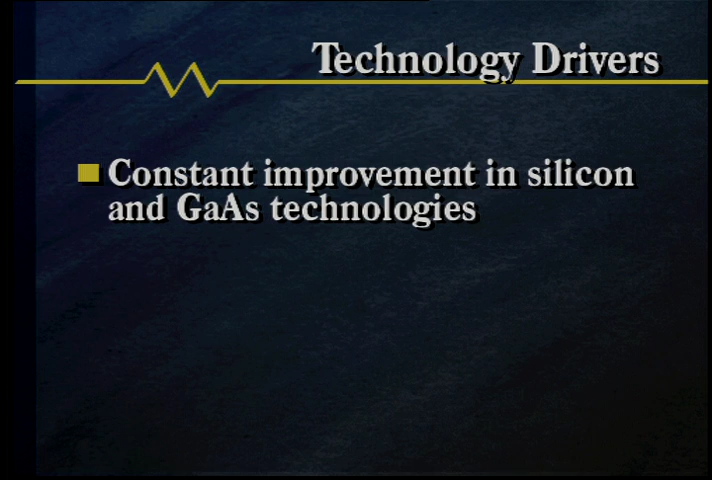 Technology Drivers
Constant improvement in silicon
and GaAs technologies